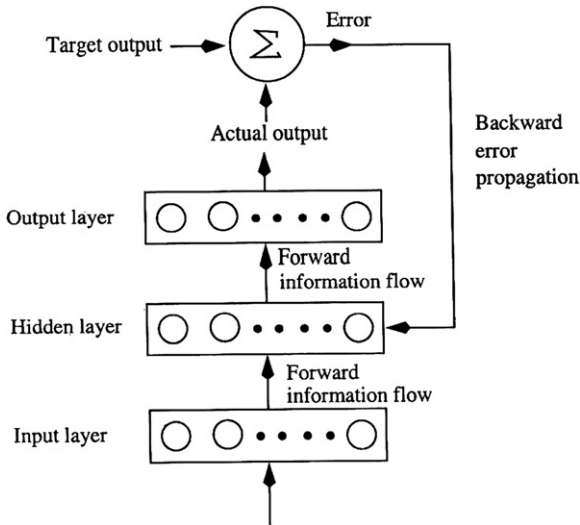 Error
Target output
Σ
Actual output
Backward
error
propagation
Output layer
Forward
information flow
Hidden layer
Forward
information flow
Input layer